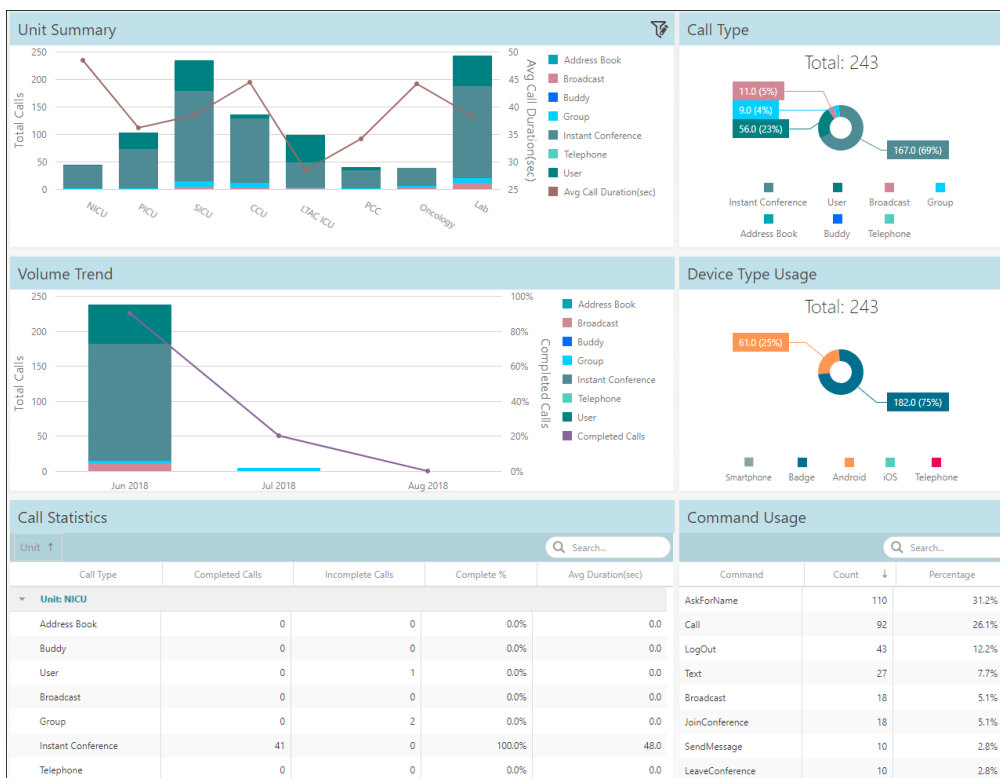 Unit Summary
250
200
150
100
50
0
Total Calls
50
45
40
35
30
25
Avg Call Duration(sec)
NICU
PICU
SICU
CCU
LTAC ICU
PCC
Oncology
Lab
Address Book
Broadcast
Buddy
Group
Instant Conference
Telephone
User
Avg Call Duration(sec)
Call Type
Total: 243
11.0 (5%)
9.0 (4%)
56.0 (23%)
167.0 (69%)
Instant Conference User Broadcast Group
Address Book Buddy Telephone
Volume Trend
250
200
150
100
50
0
Total Calls
100%
80%
60%
40%
20%
0%
Completed Calls
Jun 2018 Jul 2018 Aug 2018
Address Book
Broadcast
Buddy
Group
Instant Conference
Telephone
User
Completed Calls
Device Type Usage
Total: 243
61.0 (25%)
182.0 (75%)
Smartphone Badge Android iOS Telephone
Call Statistics
Unit ↑ Search...
Call Type Completed Calls Incomplete Calls Complete % Avg Duration(sec)
Unit: NICU
Address Book 0 0 0.0% 0.0
Buddy 0 0 0.0% 0.0
User 0 1 0.0% 0.0
Broadcast 0 0 0.0% 0.0
Group 0 2 0.0% 0.0
Instant Conference 41 0 100.0% 48.0
Telephone 0 0 0.0% 0.0
Command Usage
Search...
Command Count ↓ Percentage
AskForName 110 31.2%
Call 92 26.1%
LogOut 43 12.2%
Text 27 7.7%
Broadcast 18 5.1%
JoinConference 18 5.1%
SendMessage 10 2.8%
LeaveConference 10 2.8%